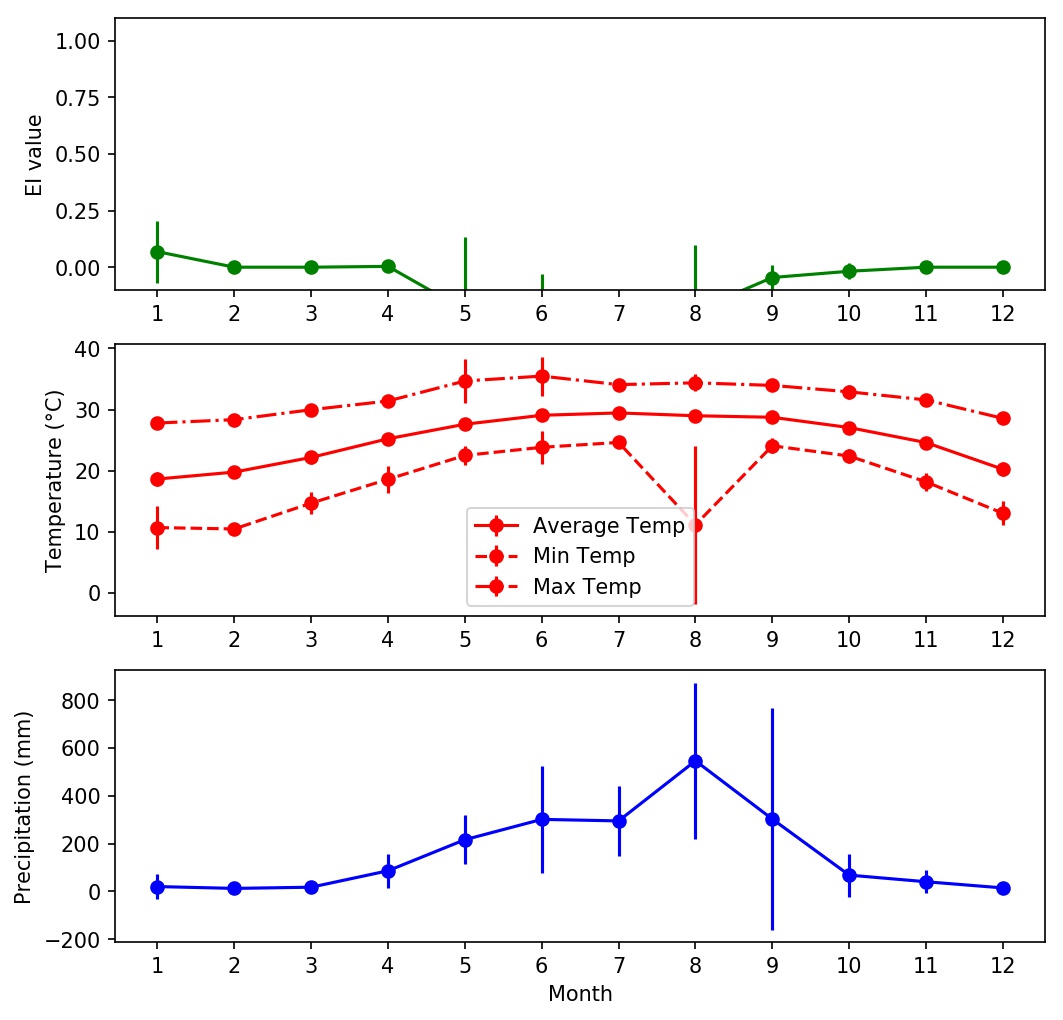 EI value
1.00
0.75
0.50
0.25
0.00
1 2 3 4 5 6 7 8 9 10 11 12
Temperature (°C)
40
30
20
10
0
Average Temp
Min Temp
Max Temp
1 2 3 4 5 6 7 8 9 10 11 12
Precipitation (mm)
800
600
400
200
0
−200
1 2 3 4 5 6 7 8 9 10 11 12
Month